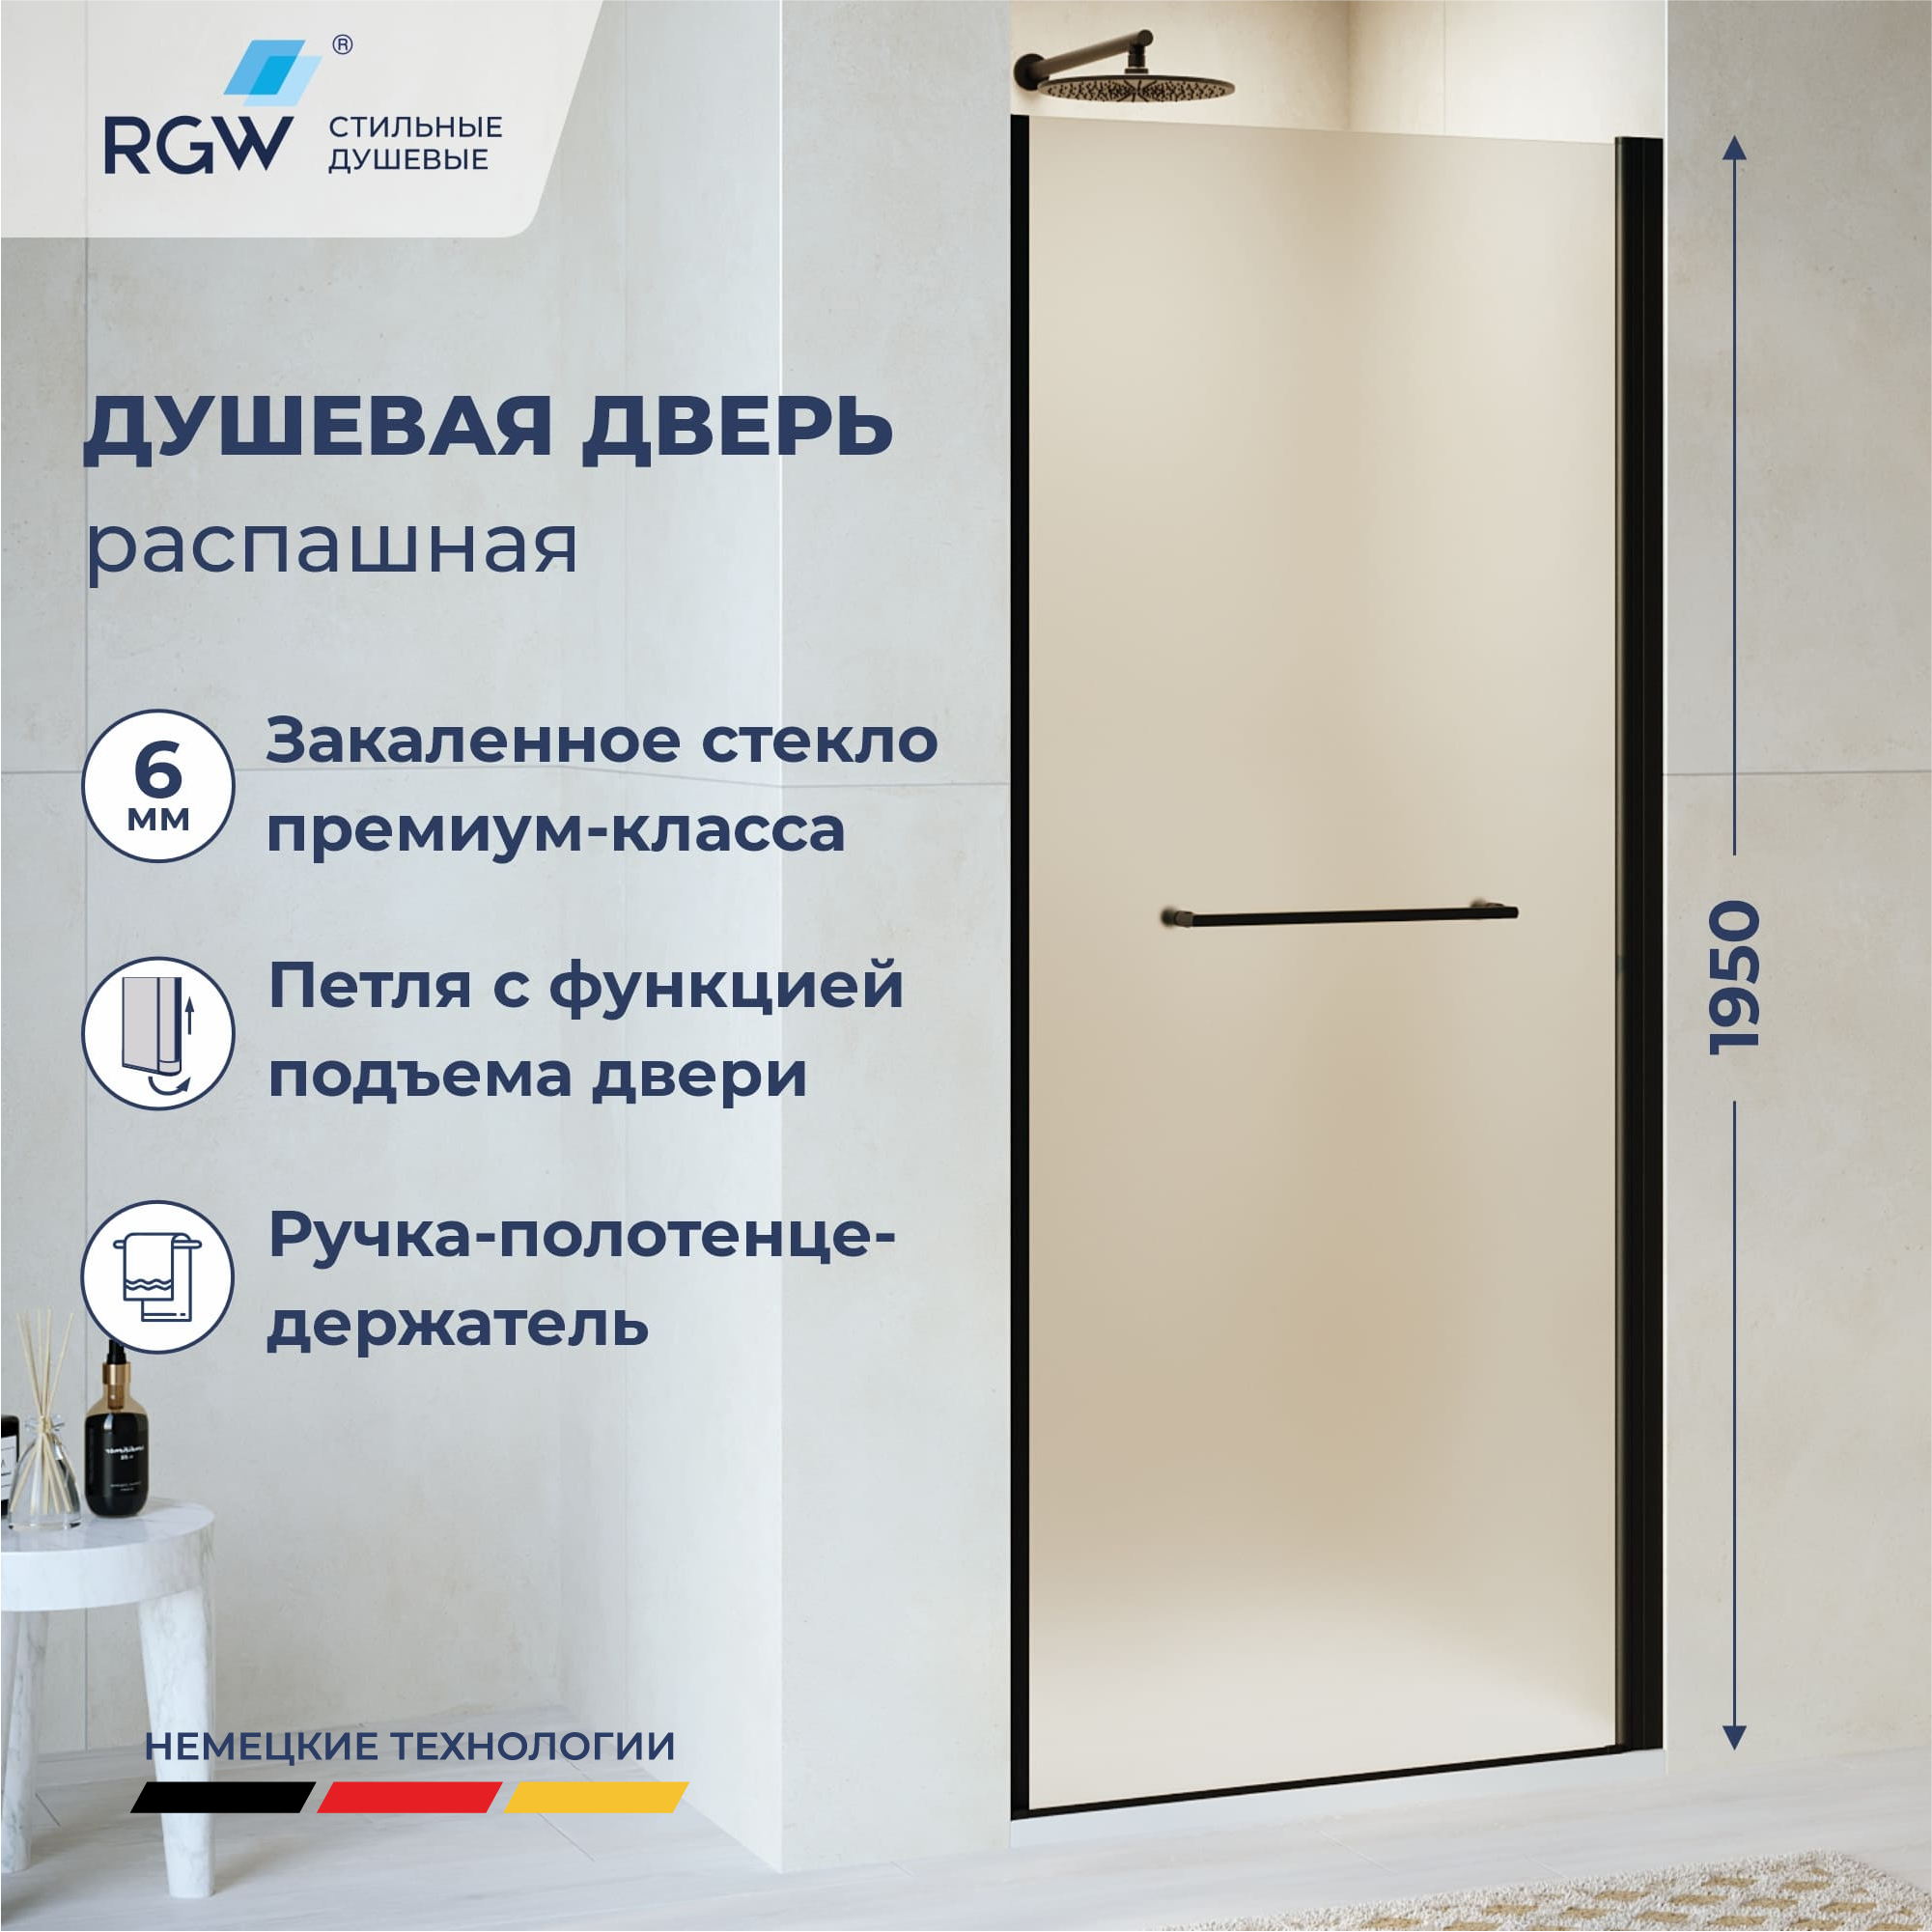 ®
RGW
СТИЛЬНЫЕ
ДУШЕВЫЕ
ДУШЕВАЯ ДВЕРЬ
распашная
6
мм
Закаленное стекло
премиум-класса
Петля с функцией
подъема двери
Ручка-полотенце-
держатель
1950
НЕМЕЦКИЕ ТЕХНОЛОГИИ